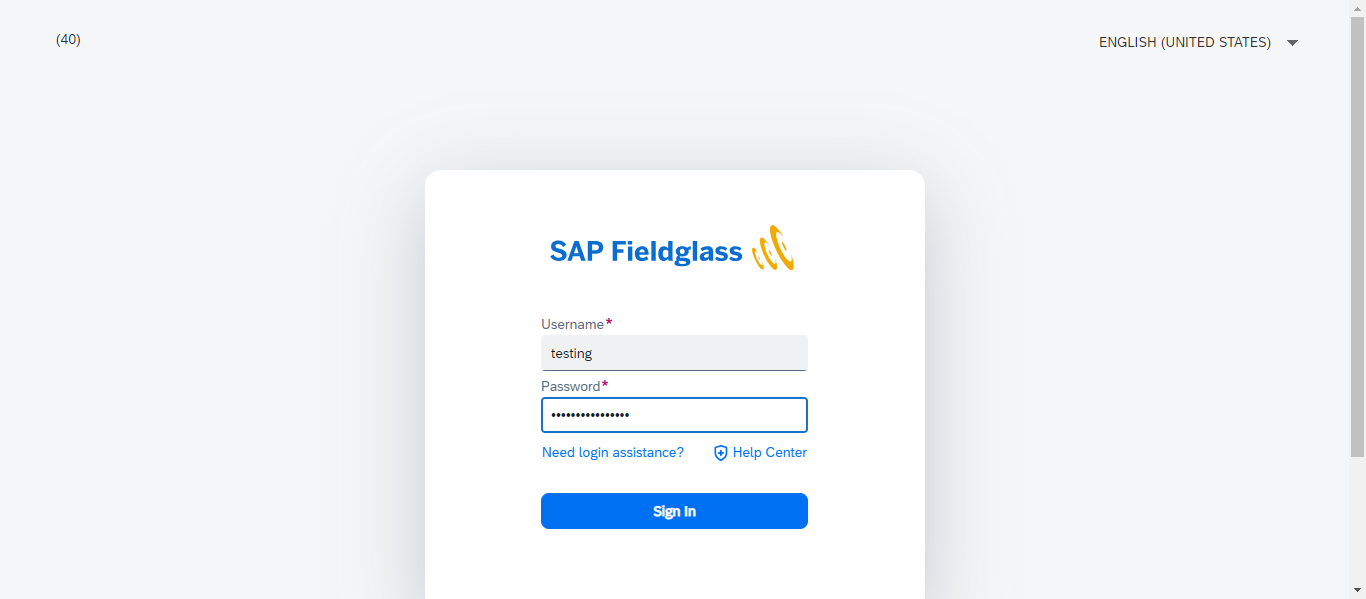 (40)
ENGLISH (UNITED STATES)
SAP Fieldglass
Username*
testing
Password*
••••••••••••••••
Need login assistance? Help Center
Sign In